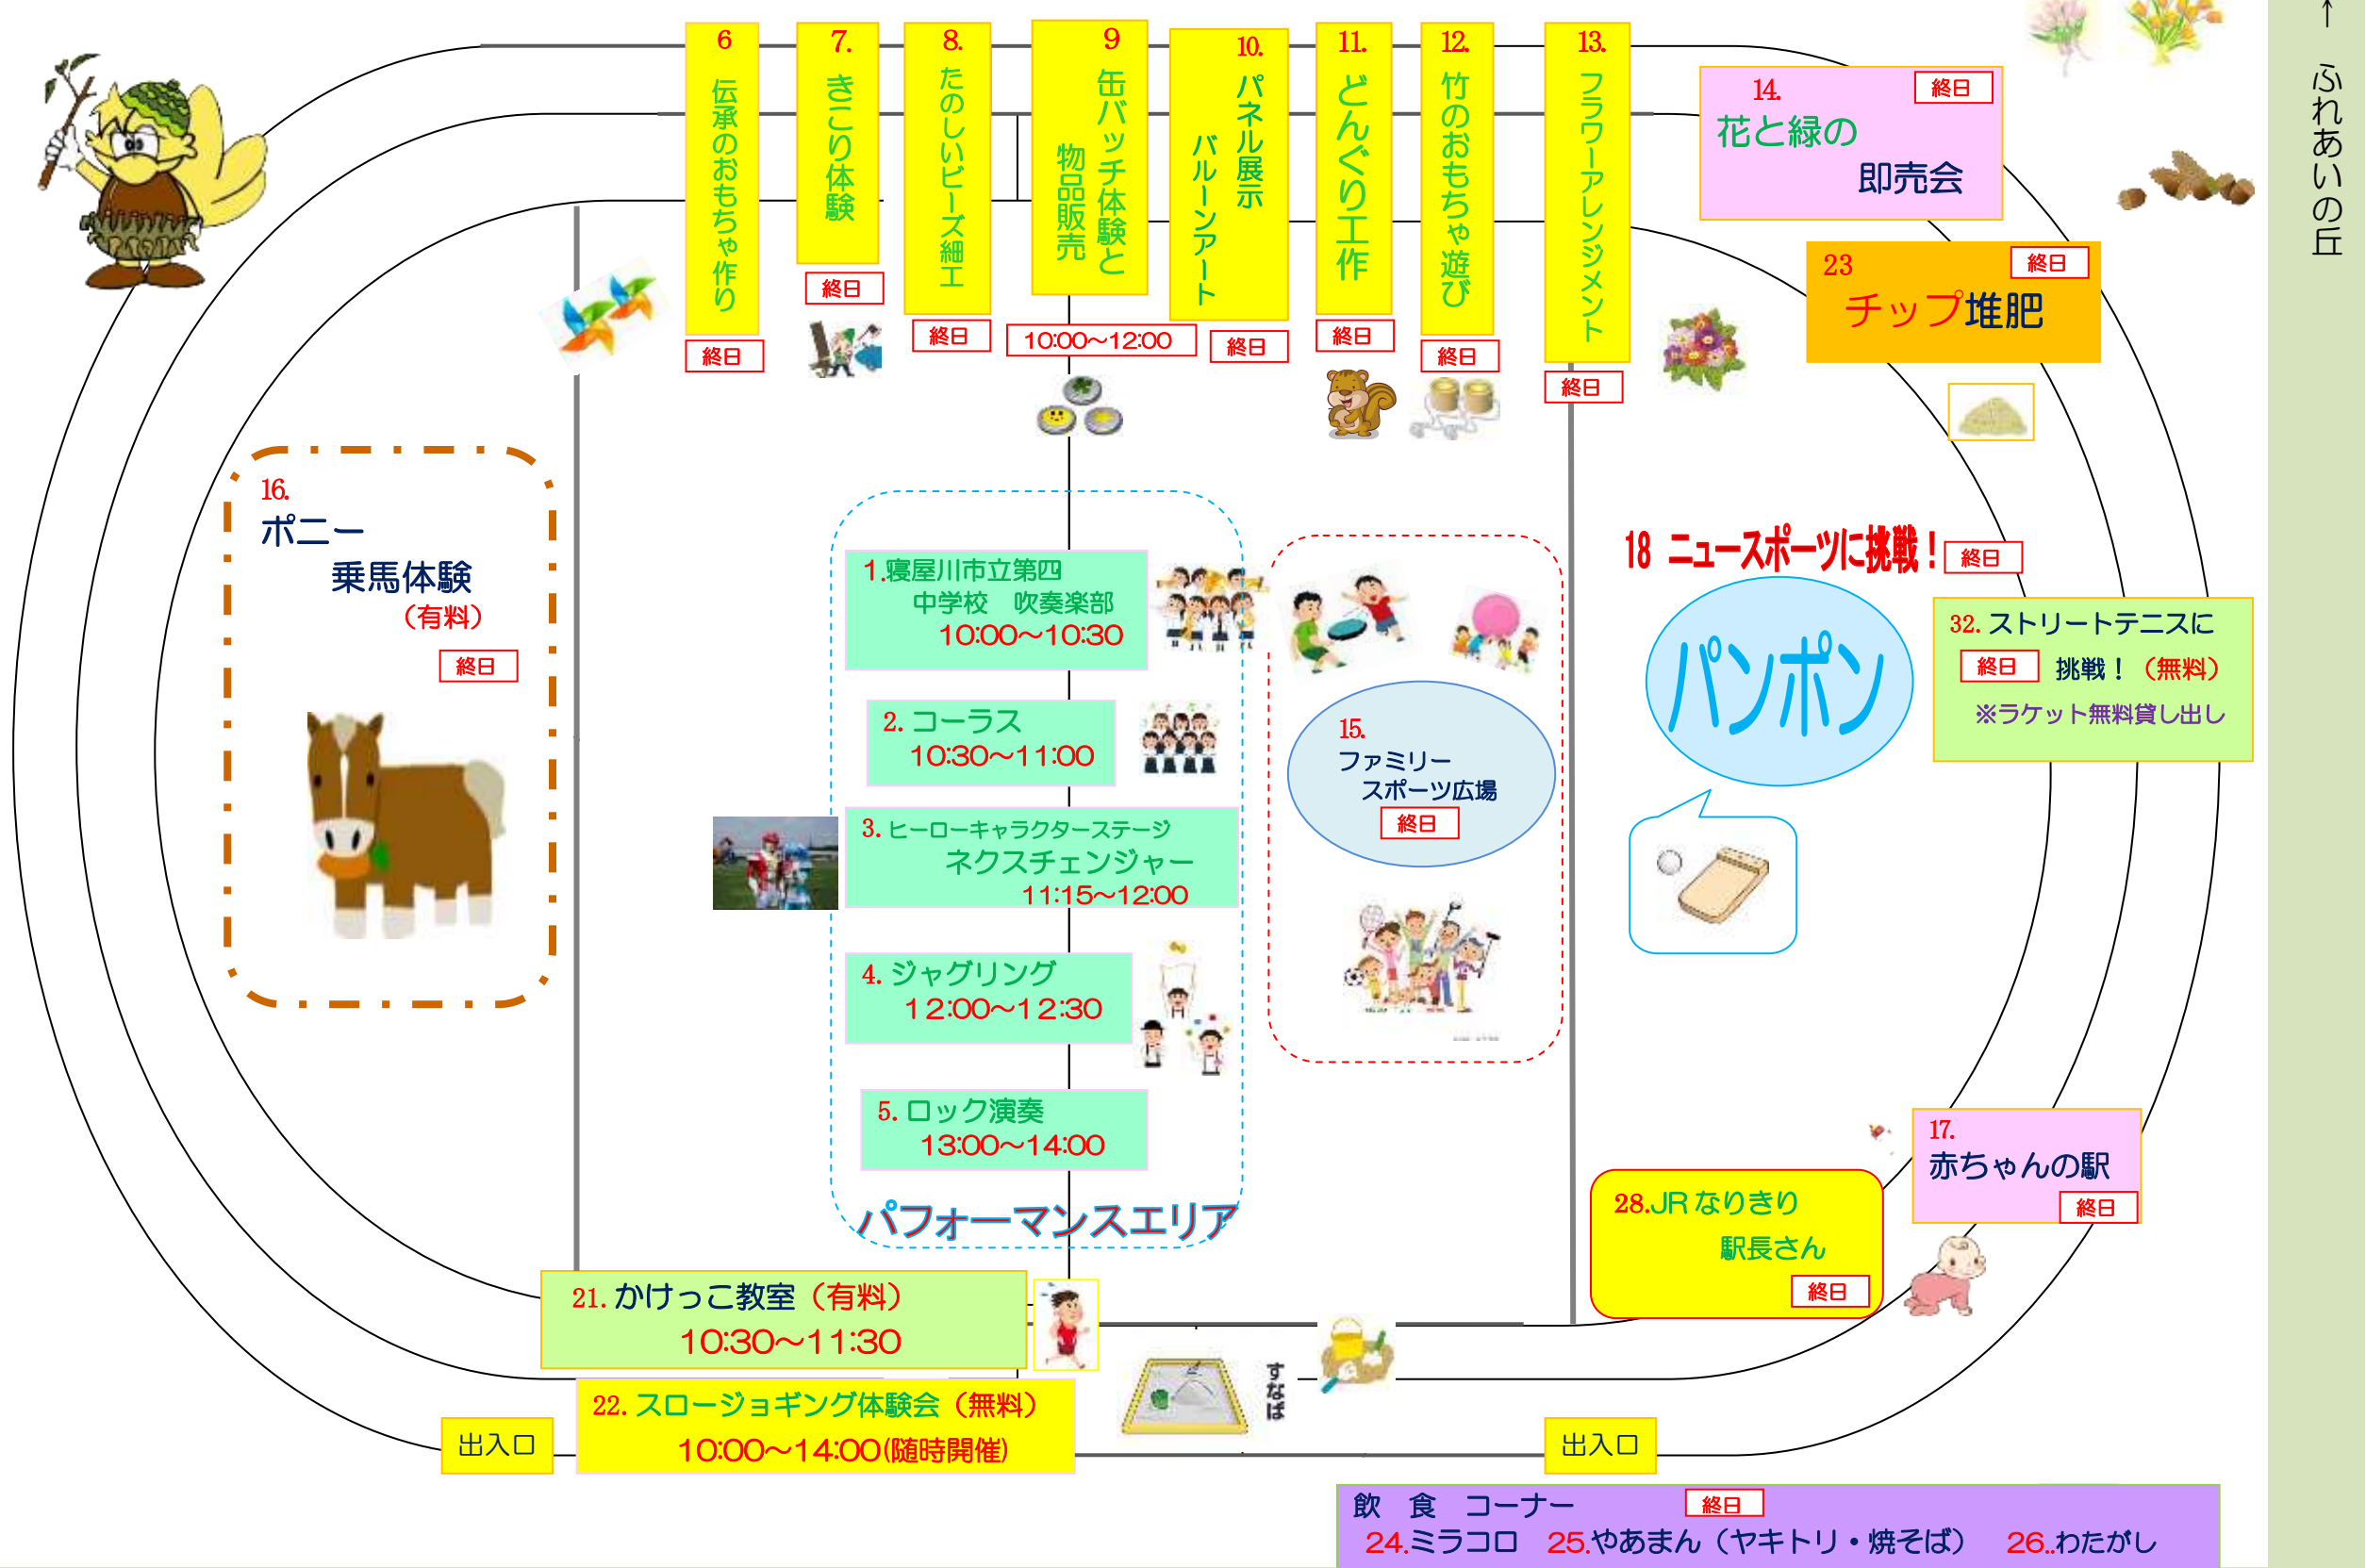 ↑ ふれあいの丘
6
伝承のおもちゃ作り
終日
7.
きこり体験
終日
8.
たのしいビーズ細工
終日
9
缶バッチ体験と
物品販売
10:00～12:00
10.
パネル展示
バルーンアート
終日
11.
どんぐり工作
終日
12.
竹のおもちゃ遊び
終日
13.
フラワーアレンジメント
終日
14.
終日
花と緑の
即売会
23
終日
チップ堆肥
16.
ポニー
乗馬体験
（有料）
終日
1.寝屋川市立第四
中学校　吹奏楽部
10:00～10:30
2. コーラス
10:30～11:00
3. ヒーローキャラクターステージ
ネクスチェンジャー
11:15～12:00
4. ジャグリング
12:00～12:30
5. ロック演奏
13:00～14:00
パフォーマンスエリア
15.
ファミリー
スポーツ広場
終日
18 ニュースポーツに挑戦！ 終日
パンポン
32. ストリートテニスに
終日 挑戦！（無料）
※ラケット無料貸し出し
17.
赤ちゃんの駅
終日
28.JRなりきり
駅長さん
終日
21. かけっこ教室（有料）
10:30～11:30
22. スロージョギング体験会（無料）
10:00～14:00(随時開催)
すなば
出入口
出入口
飲　食　コーナー 終日
24.ミラコロ　25.やあまん（ヤキトリ・焼そば）　26..わたがし